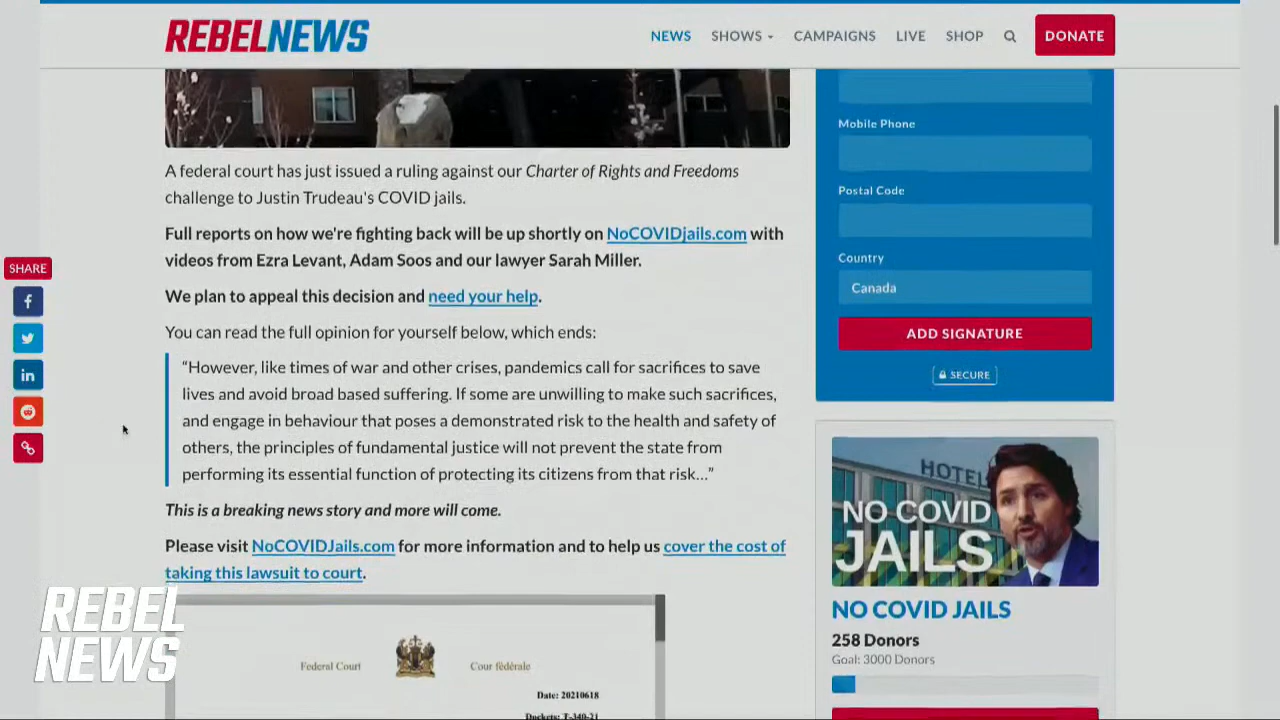 REBELNEWS
NEWS SHOWS CAMPAIGNS LIVE SHOP DONATE
A federal court has just issued a ruling against our Charter of Rights and Freedoms
challenge to Justin Trudeau's COVID jails.
Full reports on how we're fighting back will be up shortly on NoCOVIDjails.com with
videos from Ezra Levant, Adam Soos and our lawyer Sarah Miller.
We plan to appeal this decision and need your help.
You can read the full opinion for yourself below, which ends:
“However, like times of war and other crises, pandemics call for sacrifices to save
lives and avoid broad based suffering. If some are unwilling to make such sacrifices,
and engage in behaviour that poses a demonstrated risk to the health and safety of
others, the principles of fundamental justice will not prevent the state from
performing its essential function of protecting its citizens from that risk…”
This is a breaking news story and more will come.
Please visit NoCOVIDJails.com for more information and to help us cover the cost of
taking this lawsuit to court.
Federal Court Cour fédérale
Date: 20210618
Dockets: T-340-21
SHARE
Mobile Phone
Postal Code
Country
Canada
ADD SIGNATURE
SECURE
HOTEL
NO COVID
JAILS
NO COVID JAILS
258 Donors
Goal: 3000 Donors
REBEL
NEWS